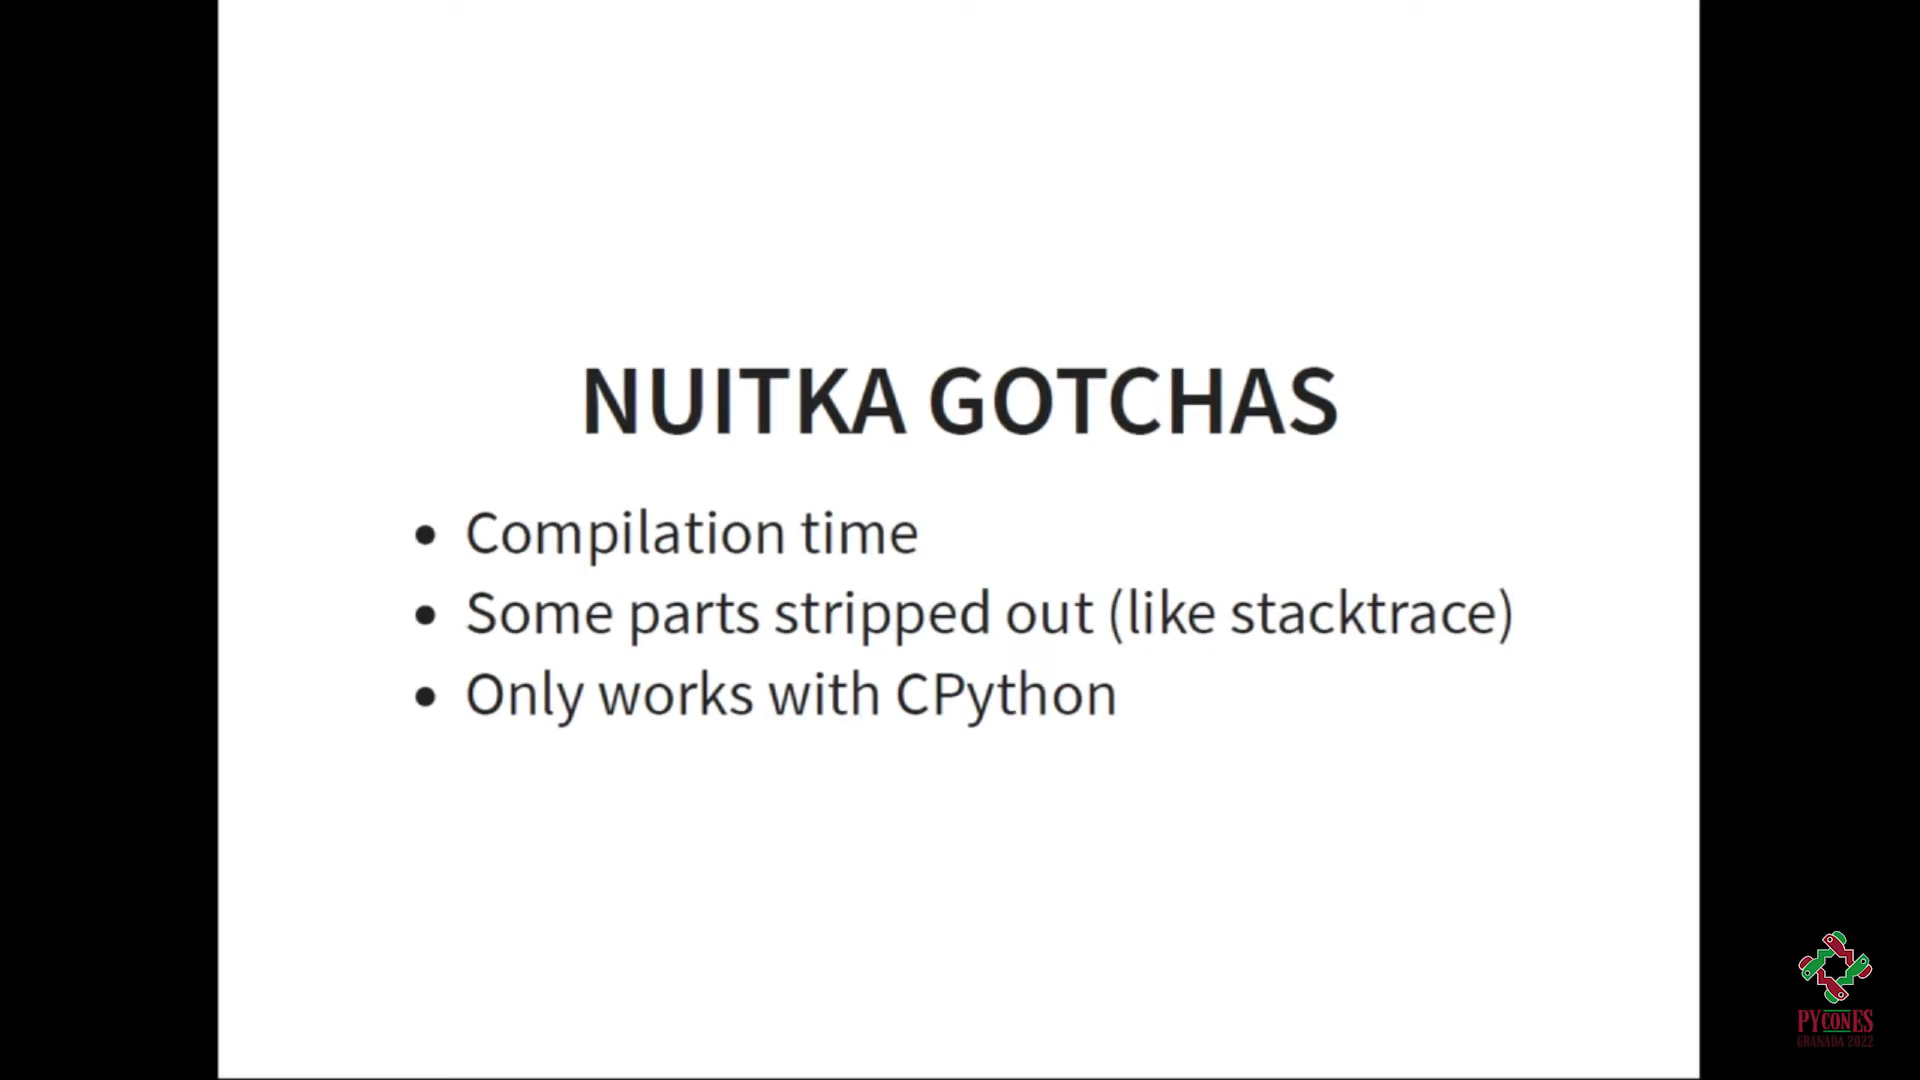 NUITKA GOTCHAS
• Compilation time
• Some parts stripped out (like stacktrace)
• Only works with CPython
PYCONES
GRANADA 2022